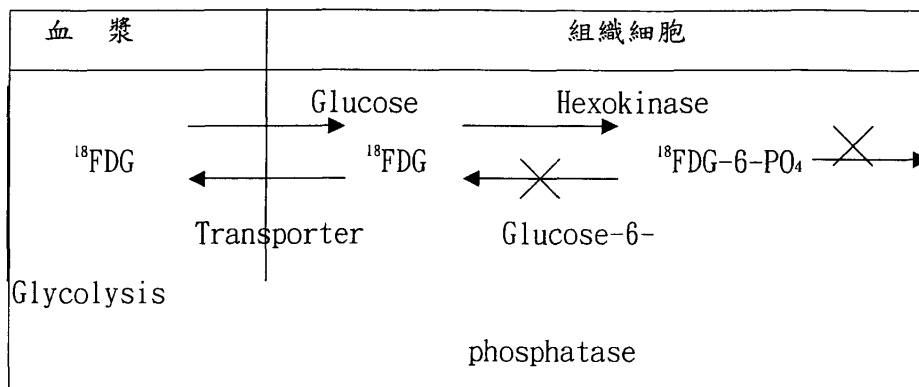 血 漿 組織細胞
Glucose Hexokinase
¹⁸FDG ¹⁸FDG ¹⁸FDG-6-PO₄
Transporter Glucose-6-
Glycolysis
phosphatase